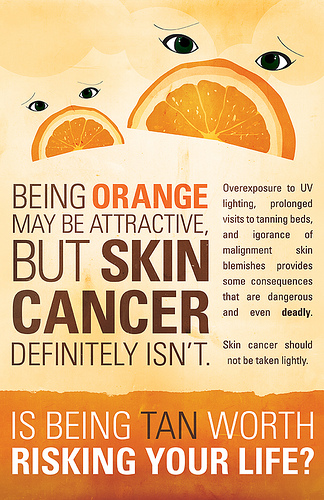 BEING ORANGE
MAY BE ATTRACTIVE,
BUT SKIN
CANCER
DEFINITELY ISN'T.
Overexposure to UV
lighting, prolonged
visits to tanning beds,
and igorance of
malignment skin
blemishes provides
some consequences
that are dangerous
and even deadly.
Skin cancer should
not be taken lightly.
IS BEING TAN WORTH
RISKING YOUR LIFE?